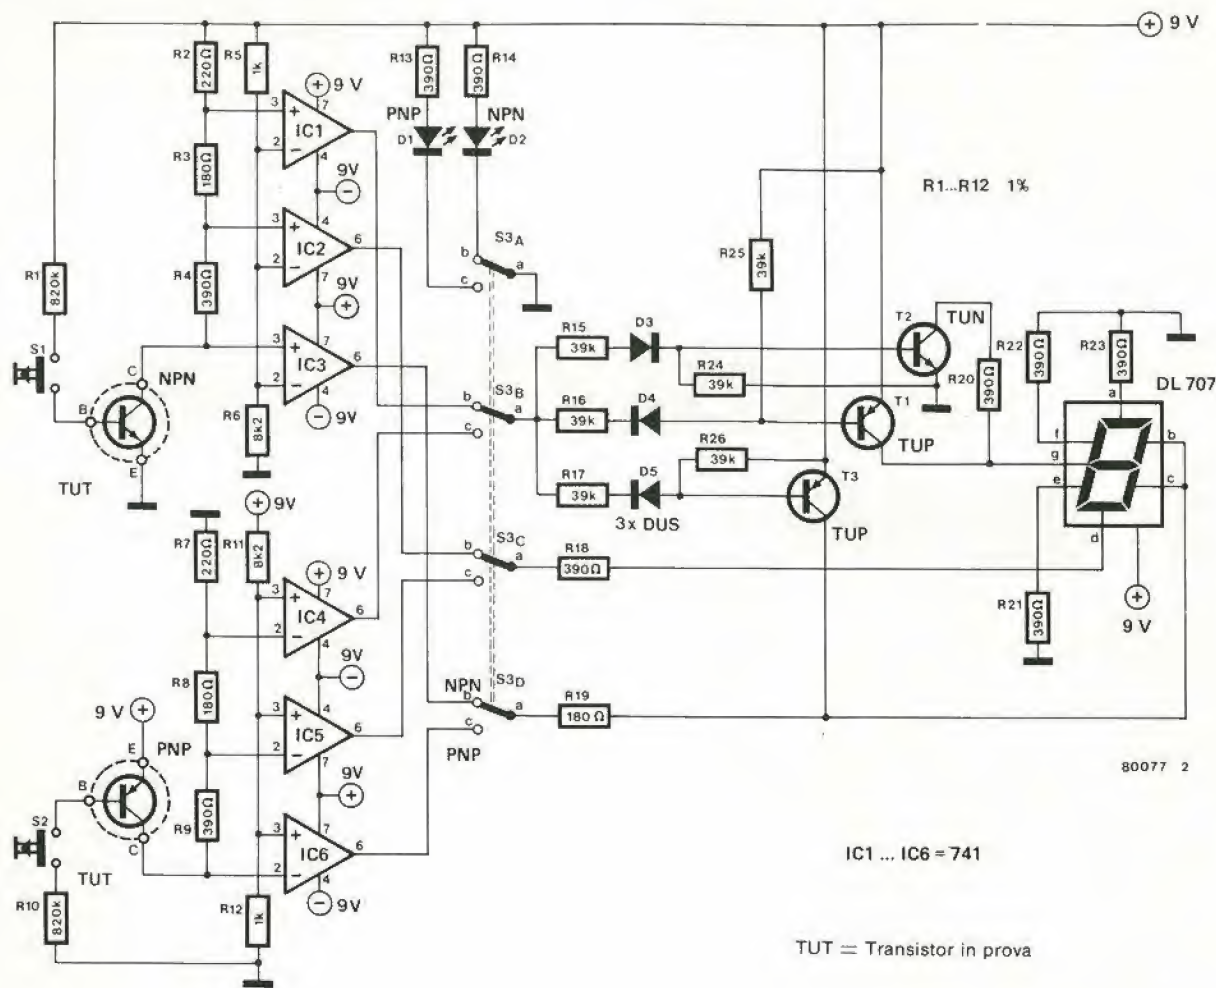 + 9 V
R2 220Ω
R5 1k
+ 9 V
R13 390Ω
R14 390Ω
PNP
NPN
D1
D2
3 + 7
IC1
2 − 4
R3 180Ω
R1...R12 1%
9V −
3 + 4
IC2 6
2 − 7
S3A
b
a
c
R1 820k
R4 390Ω
9V +
R25 39k
R15 39k
D3
T2
TUN
R22 390Ω
R23 390Ω
DL 707
R24 39k
R20 390Ω
S1
C NPN
B
E
TUT
3 + 7
IC3 6
2 − 4
− 9V
R6 8k2
S3B
b
a
c
R16 39k
D4
T1
TUP
R17 39k
D5
3x DUS
R26 39k
T3
TUP
a
f
b
g
e
c
d
+ 9 V
+ 9V
R7 220Ω
R11 8k2
+ 9 V
3 + 7
IC4 6
2 − 4
S3C
b
a
c
R18 390Ω
R21 390Ω
9V −
R8 180Ω
3 + 4
IC5 6
2 − 7
NPN
S3D
b
a
c
PNP
R19 180 Ω
9 V +
E PNP
B
C
TUT
9V +
R9 390Ω
80077 2
S2
3 + 7
IC6 6
2 − 4
− 9V
IC1 ... IC6 = 741
R10 820k
R12 1k
TUT = Transistor in prova